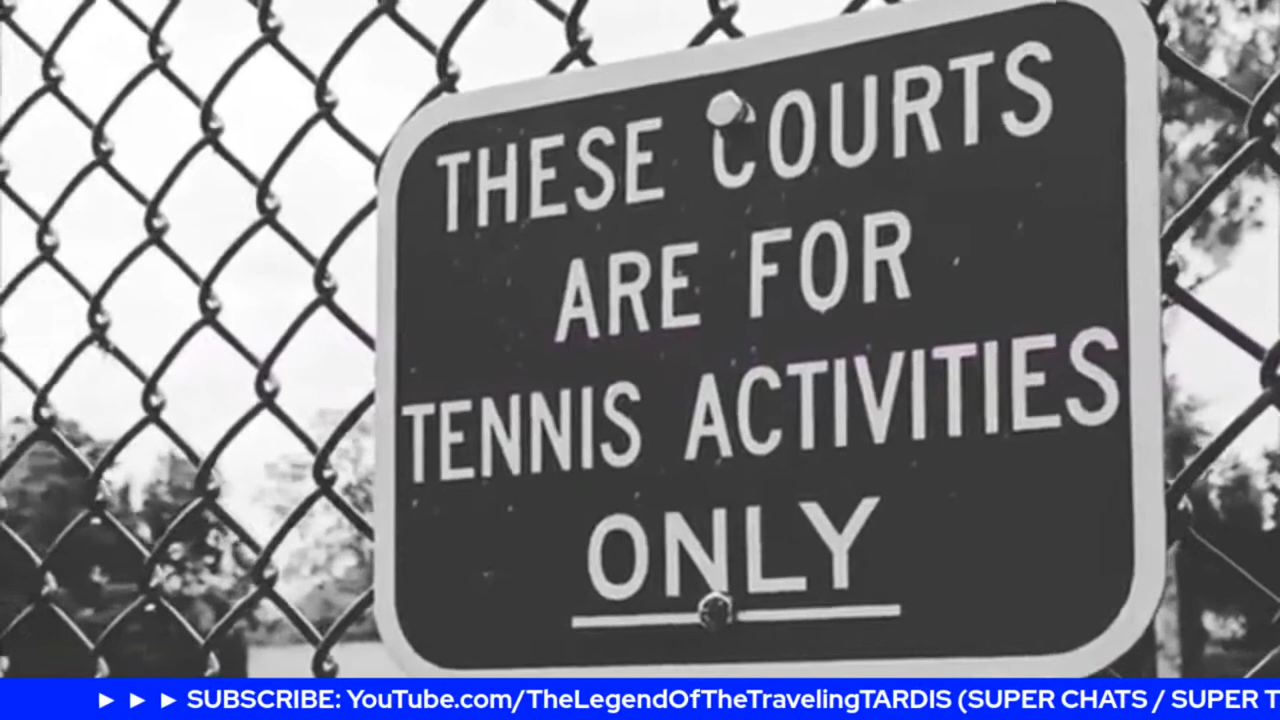 THESE COURTS
ARE FOR
TENNIS ACTIVITIES
ONLY
► ► ► SUBSCRIBE: YouTube.com/TheLegendOfTheTravelingTARDIS (SUPER CHATS / SUPER T